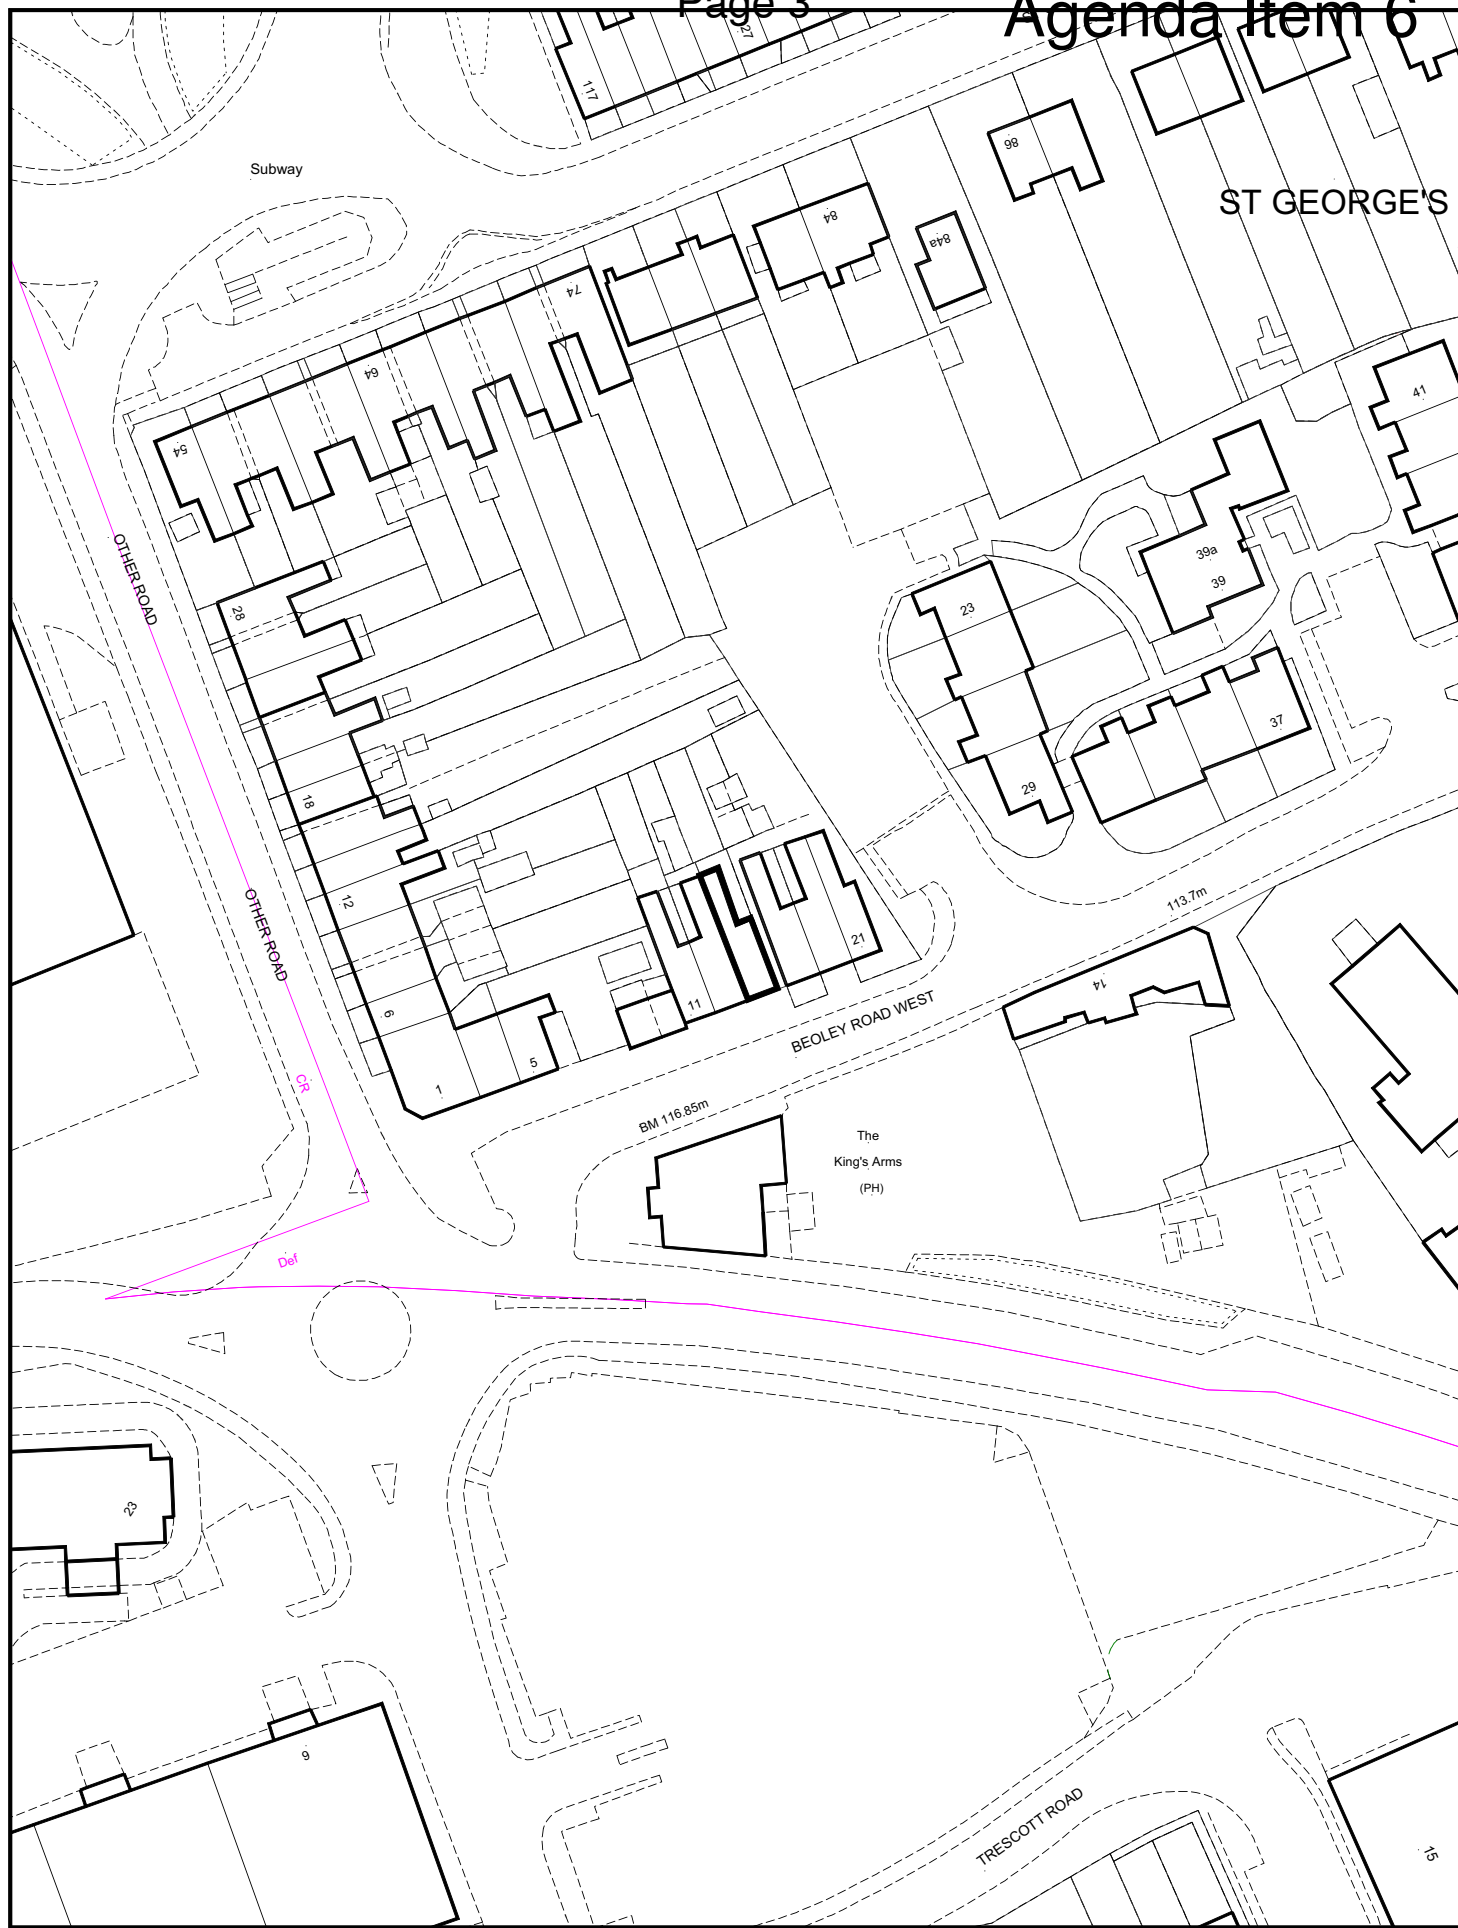 Page 3
Agenda Item 6
27
117
Subway
86
ST GEORGE'S
84
84a
74
64
54
41
OTHER ROAD
39a
39
28
23
37
29
18
12
OTHER ROAD
113.7m
21
14
11
6
BEOLEY ROAD WEST
5
1
CR
BM 116.85m
The
King's Arms
(PH)
Def
23
9
TRESCOTT ROAD
15